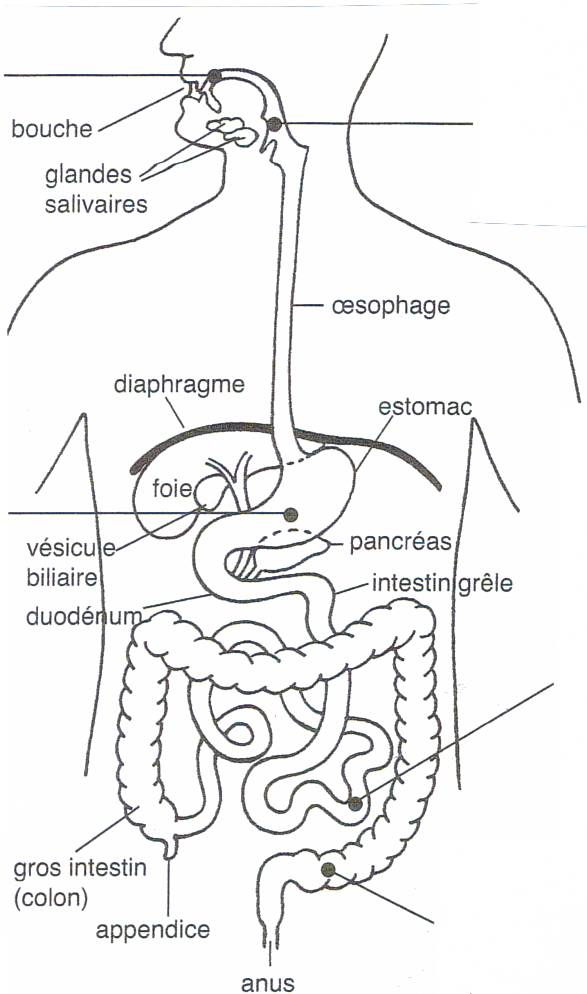 bouche
glandes
salivaires
œsophage
diaphragme
estomac
foie
vésicule
biliaire
pancréas
intestin grêle
duodénum
gros intestin
(colon)
appendice
anus